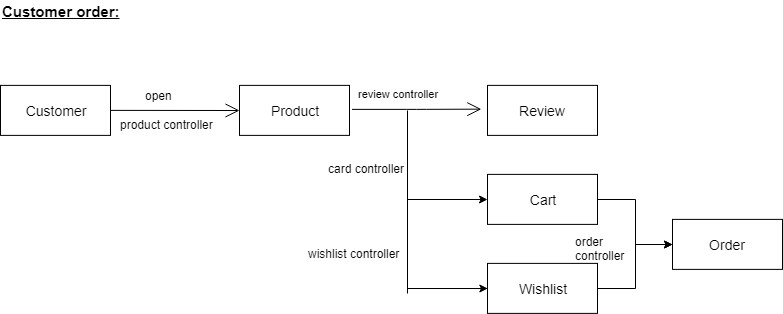 Customer order:
open
review controller
Customer
Product
Review
product controller
card controller
Cart
order
controller
Order
wishlist controller
Wishlist